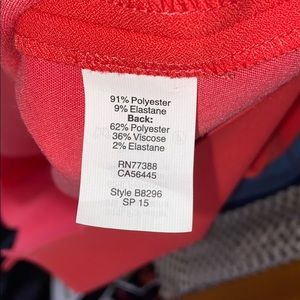 91% Polyester
9% Elastane
Back:
62% Polyester
36% Viscose
2% Elastane
RN77388
CA56445
Style B8296
SP 15